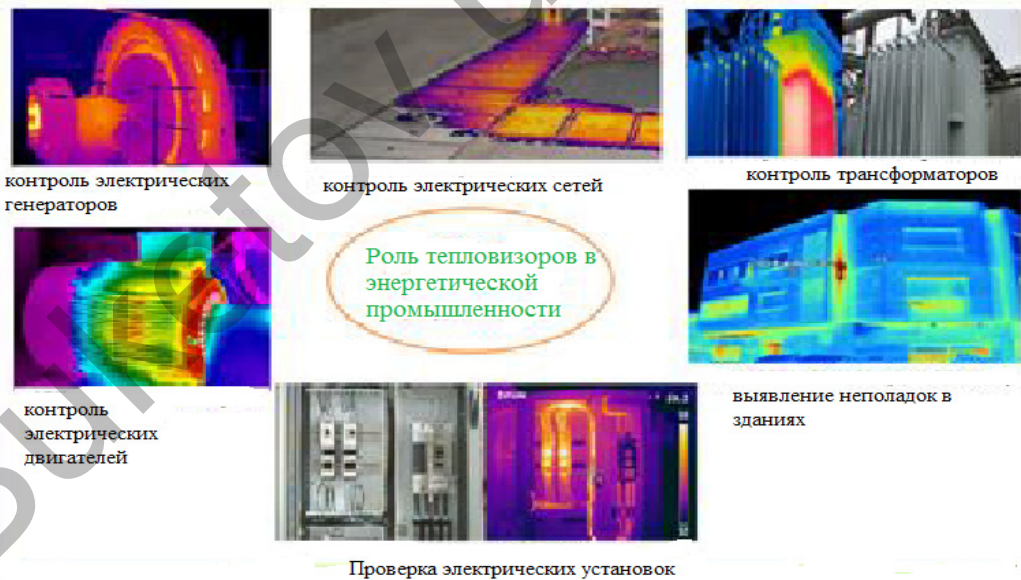 контроль электрических
генераторов
контроль электрических сетей
контроль трансформаторов
Роль тепловизоров в
энергетической
промышленности
контроль
электрических
двигателей
выявление неполадок в
зданиях
Проверка электрических установок